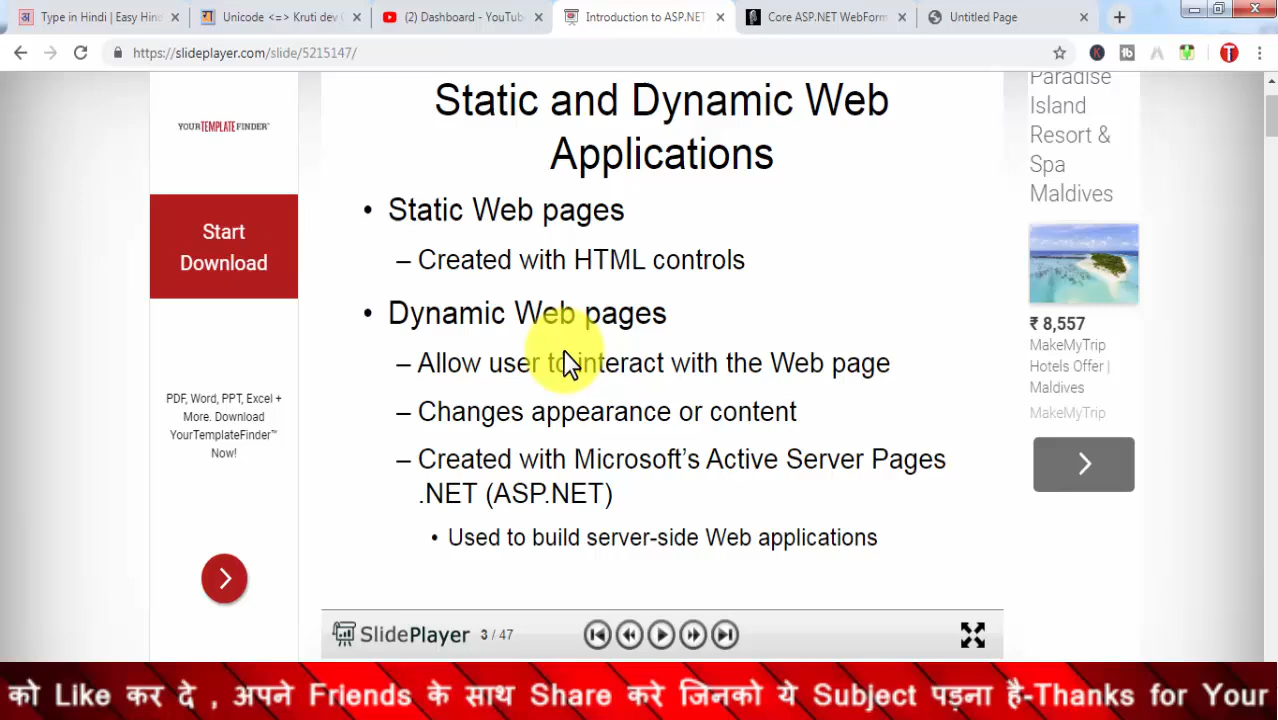 Type in Hindi | Easy Hin
Unicode <=> Kruti dev
(2) Dashboard - YouTub
Introduction to ASP.NET
Core ASP.NET WebForm
Untitled Page
https://slideplayer.com/slide/5215147/
YOURTEMPLATEFINDER
Start
Download
PDF, Word, PPT, Excel +
More. Download
YourTemplateFinder™
Now!
Static and Dynamic Web
Applications
• Static Web pages
– Created with HTML controls
• Dynamic Web pages
– Allow user to interact with the Web page
– Changes appearance or content
– Created with Microsoft's Active Server Pages
.NET (ASP.NET)
• Used to build server-side Web applications
SlidePlayer 3 / 47
Paradise
Island
Resort &
Spa
Maldives
₹ 8,557
MakeMyTrip
Hotels Offer |
Maldives
MakeMyTrip
को Like कर दे , अपने Friends के साथ Share करे जिनको ये Subject पड़ना है-Thanks for Your